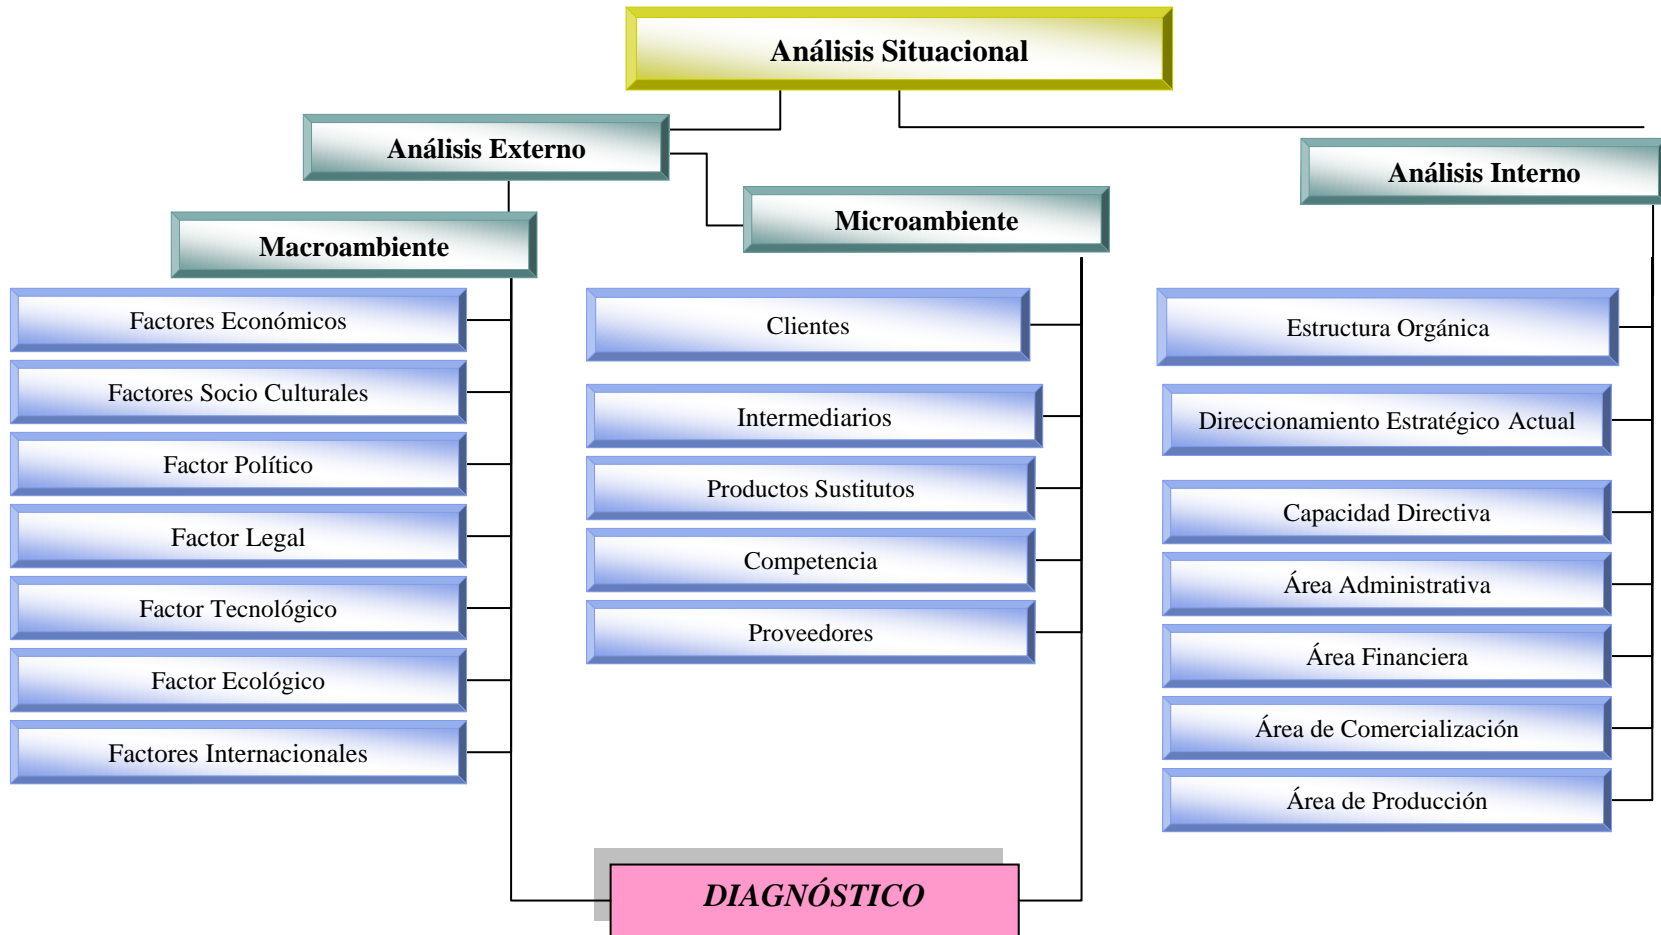 Análisis Situacional
Análisis Externo
Análisis Interno
Microambiente
Macroambiente
Factores Económicos
Factores Socio Culturales
Factor Político
Factor Legal
Factor Tecnológico
Factor Ecológico
Factores Internacionales
Clientes
Intermediarios
Productos Sustitutos
Competencia
Proveedores
Estructura Orgánica
Direccionamiento Estratégico Actual
Capacidad Directiva
Área Administrativa
Área Financiera
Área de Comercialización
Área de Producción
DIAGNÓSTICO